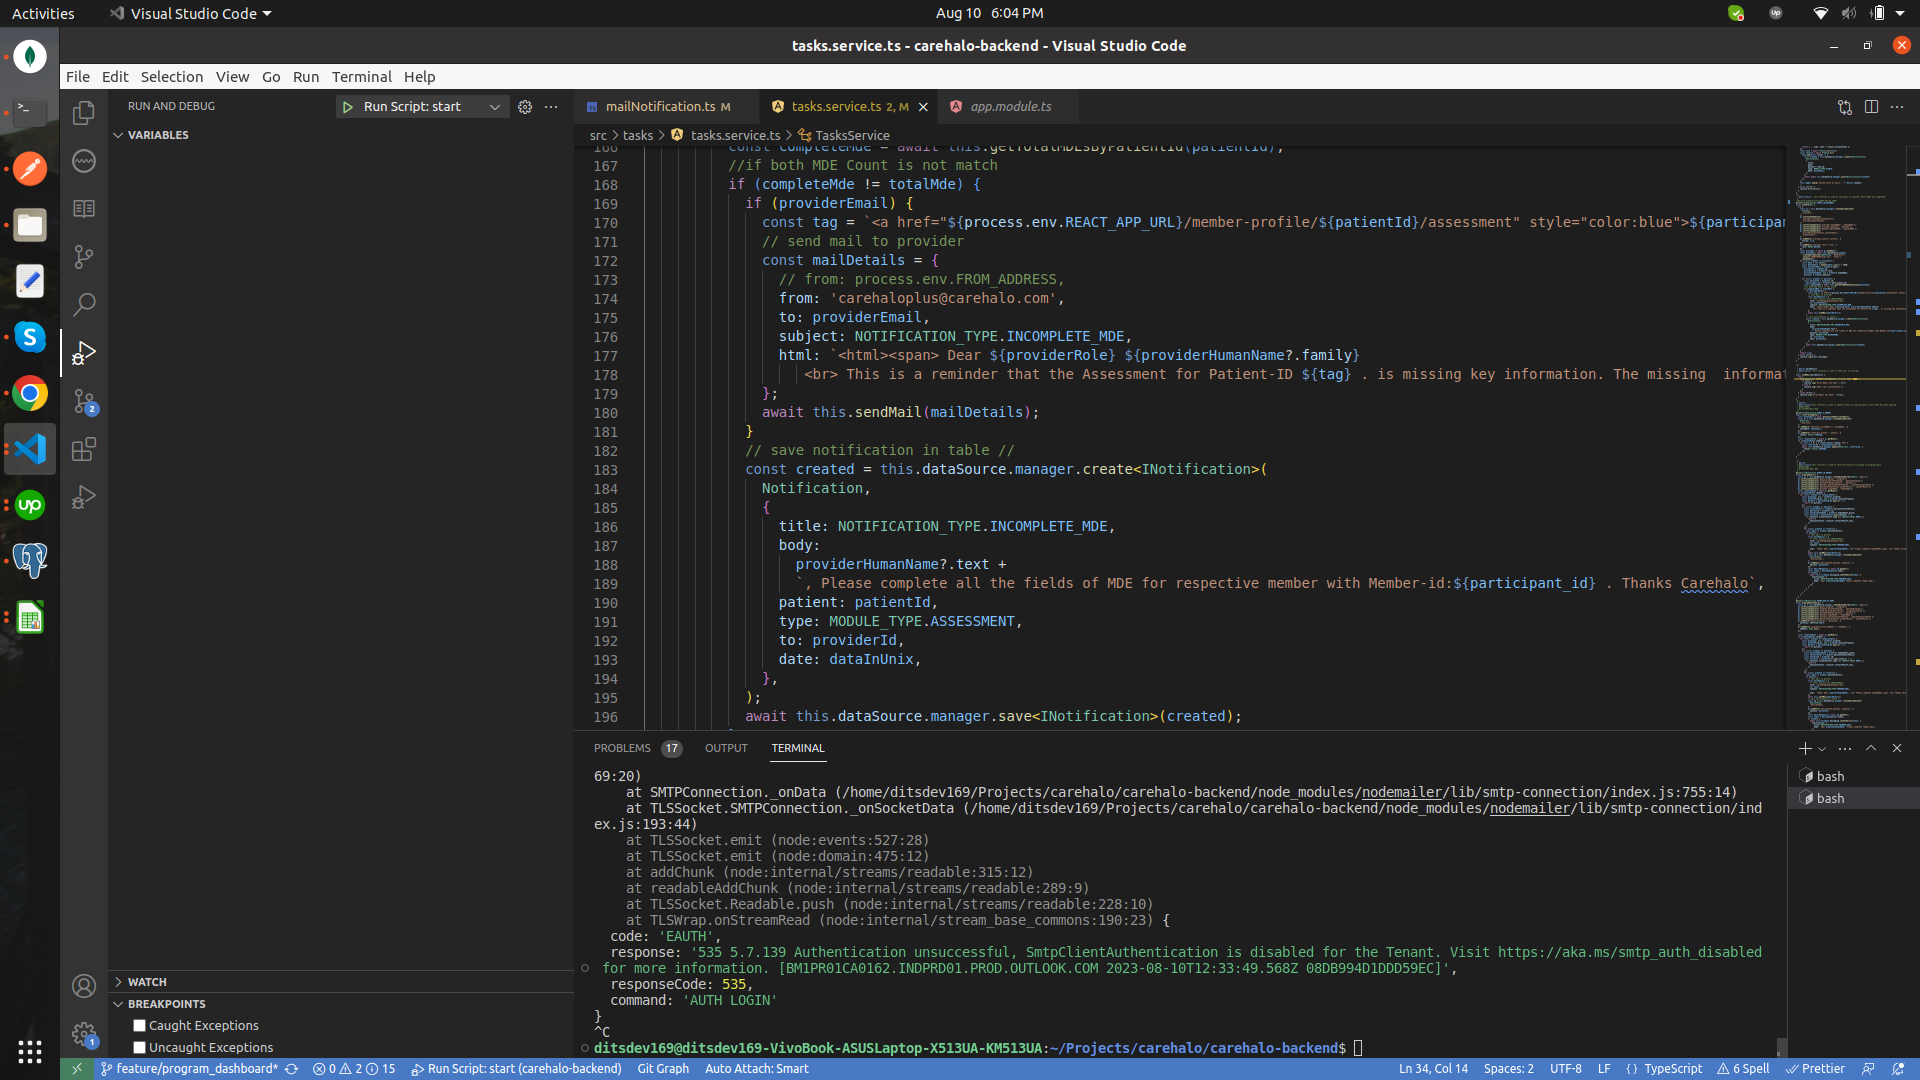 Activities
Visual Studio Code
Aug 10 6:04 PM
tasks.service.ts - carehalo-backend - Visual Studio Code
File Edit Selection View Go Run Terminal Help
RUN AND DEBUG
Run Script: start
VARIABLES
WATCH
BREAKPOINTS
Caught Exceptions
Uncaught Exceptions
mailNotification.ts M
tasks.service.ts 2, M
app.module.ts
src > tasks > tasks.service.ts > TasksService
166 const completeMde = await this.getTotalMDEsByPatientId(patientId);
167 //if both MDE Count is not match
168 if (completeMde != totalMde) {
169 if (providerEmail) {
170 const tag = `<a href="${process.env.REACT_APP_URL}/member-profile/${patientId}/assessment" style="color:blue">${participan
171 // send mail to provider
172 const mailDetails = {
173 // from: process.env.FROM_ADDRESS,
174 from: 'carehaloplus@carehalo.com',
175 to: providerEmail,
176 subject: NOTIFICATION_TYPE.INCOMPLETE_MDE,
177 html: `<html><span> Dear ${providerRole} ${providerHumanName?.family}
178 <br> This is a reminder that the Assessment for Patient-ID ${tag} . is missing key information. The missing  informat
179 };
180 await this.sendMail(mailDetails);
181 }
182 // save notification in table //
183 const created = this.dataSource.manager.create<INotification>(
184 Notification,
185 {
186 title: NOTIFICATION_TYPE.INCOMPLETE_MDE,
187 body:
188 providerHumanName?.text +
189 `, Please complete all the fields of MDE for respective member with Member-id:${participant_id} . Thanks Carehalo`,
190 patient: patientId,
191 type: MODULE_TYPE.ASSESSMENT,
192 to: providerId,
193 date: dataInUnix,
194 },
195 );
196 await this.dataSource.manager.save<INotification>(created);
PROBLEMS 17 OUTPUT TERMINAL
bash
bash
69:20)
at SMTPConnection._onData (/home/ditsdev169/Projects/carehalo/carehalo-backend/node_modules/nodemailer/lib/smtp-connection/index.js:755:14)
at TLSSocket.SMTPConnection._onSocketData (/home/ditsdev169/Projects/carehalo/carehalo-backend/node_modules/nodemailer/lib/smtp-connection/ind
ex.js:193:44)
at TLSSocket.emit (node:events:527:28)
at TLSSocket.emit (node:domain:475:12)
at addChunk (node:internal/streams/readable:315:12)
at readableAddChunk (node:internal/streams/readable:289:9)
at TLSSocket.Readable.push (node:internal/streams/readable:228:10)
at TLSWrap.onStreamRead (node:internal/stream_base_commons:190:23) {
code: 'EAUTH',
response: '535 5.7.139 Authentication unsuccessful, SmtpClientAuthentication is disabled for the Tenant. Visit https://aka.ms/smtp_auth_disabled
for more information. [BM1PR01CA0162.INDPRD01.PROD.OUTLOOK.COM 2023-08-10T12:33:49.568Z 08DB994D1DDD59EC]',
responseCode: 535,
command: 'AUTH LOGIN'
}
^C
ditsdev169@ditsdev169-VivoBook-ASUSLaptop-X513UA-KM513UA:~/Projects/carehalo/carehalo-backend$
feature/program_dashboard* 0 2 15 Run Script: start (carehalo-backend) Git Graph Auto Attach: Smart Ln 34, Col 14 Spaces: 2 UTF-8 LF {} TypeScript 6 Spell Prettier